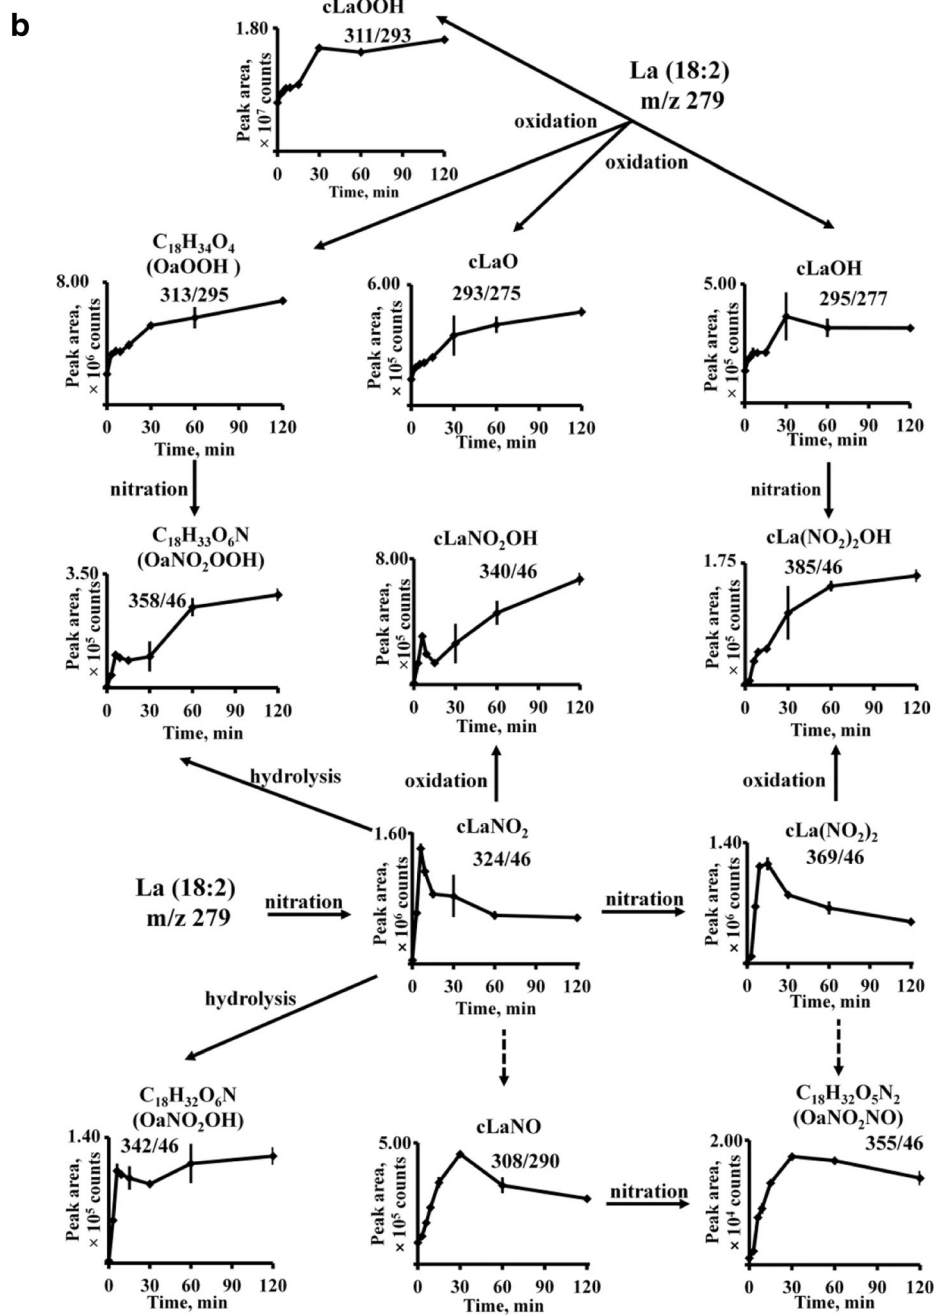 b
cLaOOH
1.80
311/293
Peak area,
× 10⁷ counts
0 30 60 90 120
Time, min
La (18:2)
m/z 279
oxidation
oxidation
C₁₈H₃₄O₄
(OaOOH )
8.00
313/295
Peak area,
× 10⁶ counts
0 30 60 90 120
Time, min
cLaO
6.00
293/275
Peak area,
× 10⁵ counts
0 30 60 90 120
Time, min
cLaOH
5.00
295/277
Peak area,
× 10⁵ counts
0 30 60 90 120
Time, min
nitration
nitration
C₁₈H₃₃O₆N
(OaNO₂OOH)
3.50
358/46
Peak area,
× 10⁵ counts
0 30 60 90 120
Time, min
cLaNO₂OH
8.00
340/46
Peak area,
× 10⁵ counts
0 30 60 90 120
Time, min
cLa(NO₂)₂OH
1.75
385/46
Peak area,
× 10⁵ counts
0 30 60 90 120
Time, min
hydrolysis
oxidation
oxidation
La (18:2)
m/z 279
nitration
cLaNO₂
1.60
324/46
Peak area,
× 10⁶ counts
0 30 60 90 120
Time, min
nitration
cLa(NO₂)₂
1.40
369/46
Peak area,
× 10⁶ counts
0 30 60 90 120
Time, min
hydrolysis
C₁₈H₃₂O₆N
(OaNO₂OH)
1.40
342/46
Peak area,
× 10⁵ counts
0 30 60 90 120
Time, min
cLaNO
5.00
308/290
Peak area,
× 10⁵ counts
0 30 60 90 120
Time, min
nitration
C₁₈H₃₂O₅N₂
(OaNO₂NO)
2.00
355/46
Peak area,
× 10⁴ counts
0 30 60 90 120
Time, min